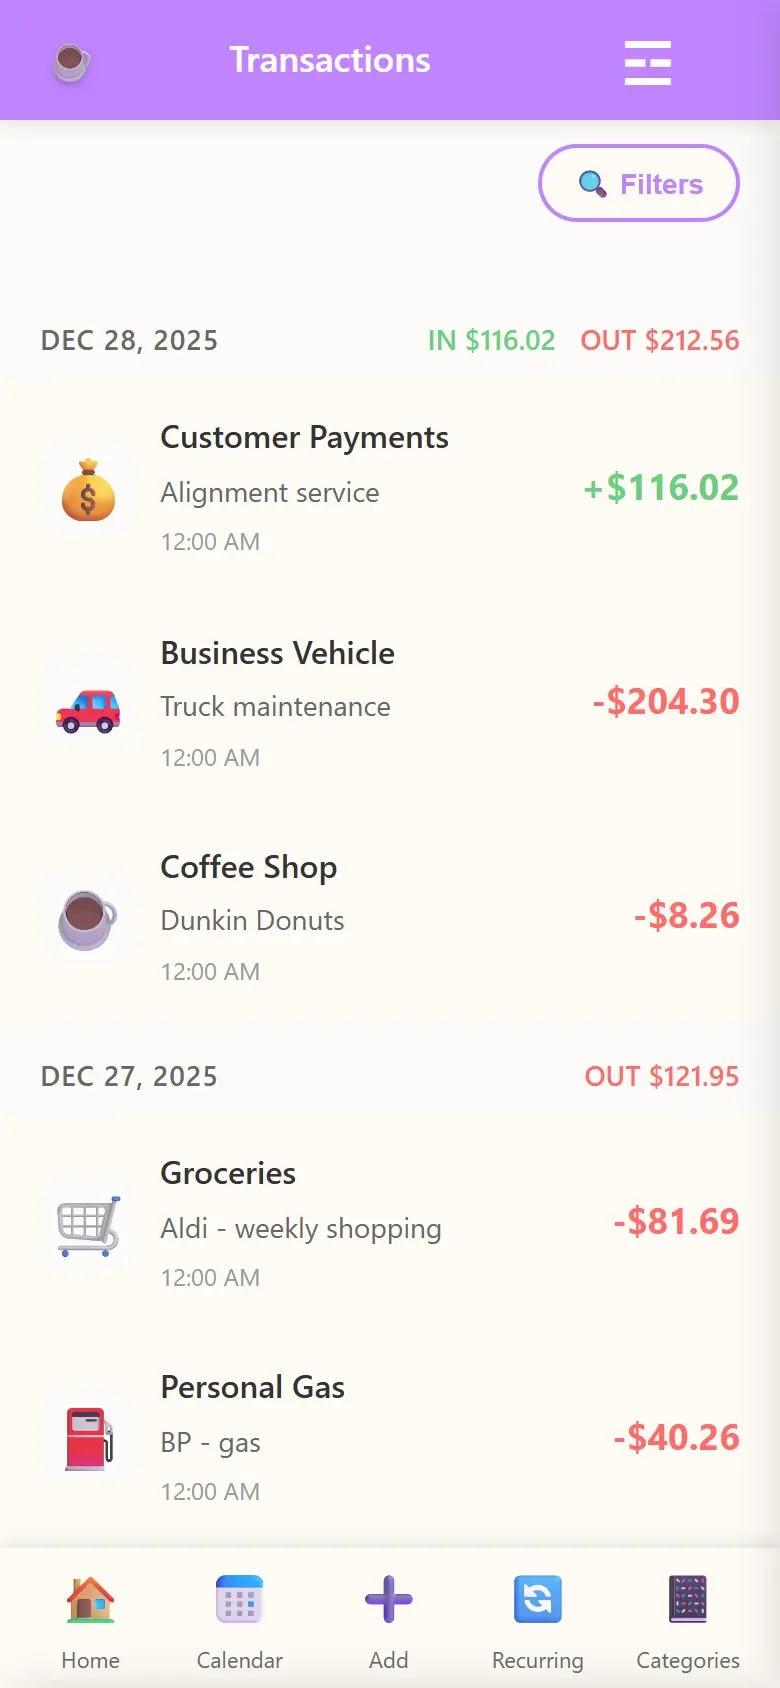 Transactions
Filters
DEC 28, 2025 IN $116.02 OUT $212.56
Customer Payments
Alignment service
+$116.02
12:00 AM
Business Vehicle
Truck maintenance
-$204.30
12:00 AM
Coffee Shop
Dunkin Donuts
-$8.26
12:00 AM
DEC 27, 2025 OUT $121.95
Groceries
Aldi - weekly shopping
-$81.69
12:00 AM
Personal Gas
BP - gas
-$40.26
12:00 AM
Home Calendar Add Recurring Categories